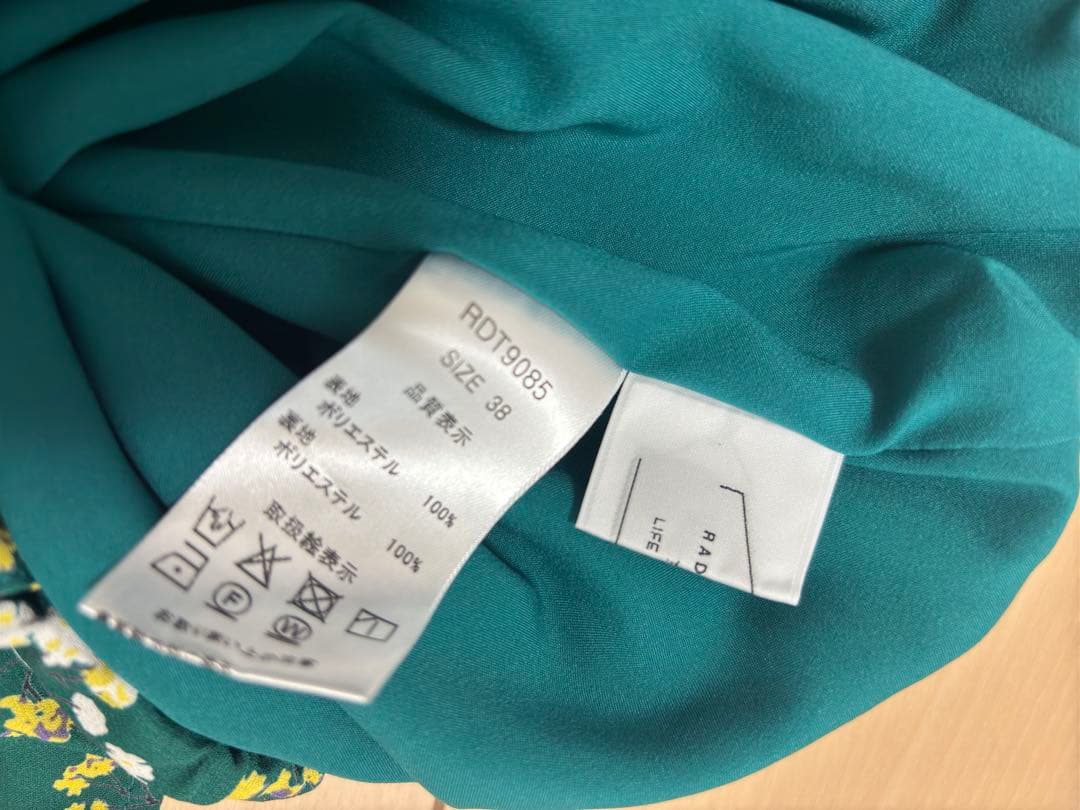 RDT9085
SIZE 38
品質表示
表地
ポリエステル 100%
裏地
ポリエステル 100%
取扱絵表示
F
W
RAD
LIFE